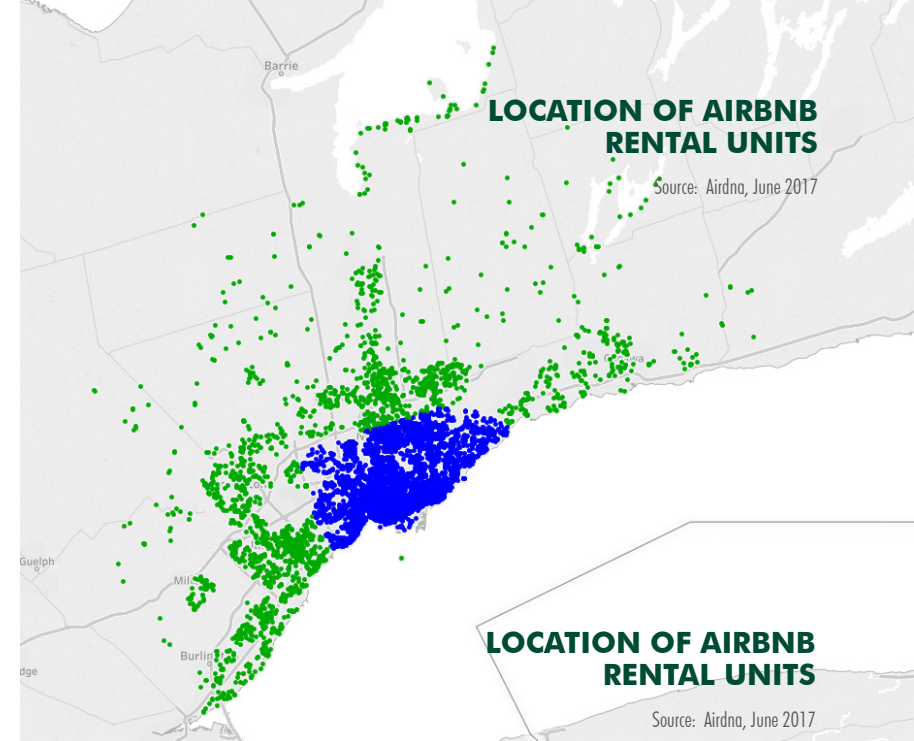 Barrie
LOCATION OF AIRBNB
RENTAL UNITS
Source: Airdna, June 2017
Guelph
Burlin
dge
LOCATION OF AIRBNB
RENTAL UNITS
Source: Airdna, June 2017